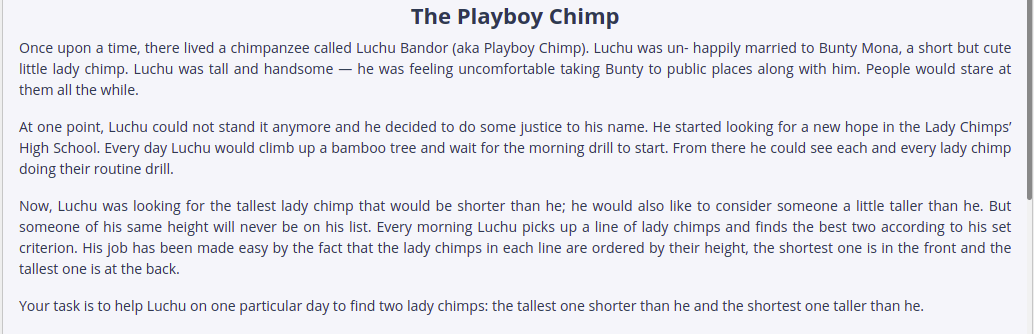 The Playboy Chimp
Once upon a time, there lived a chimpanzee called Luchu Bandor (aka Playboy Chimp). Luchu was un- happily married to Bunty Mona, a short but cute
little lady chimp. Luchu was tall and handsome — he was feeling uncomfortable taking Bunty to public places along with him. People would stare at
them all the while.
At one point, Luchu could not stand it anymore and he decided to do some justice to his name. He started looking for a new hope in the Lady Chimps’
High School. Every day Luchu would climb up a bamboo tree and wait for the morning drill to start. From there he could see each and every lady chimp
doing their routine drill.
Now, Luchu was looking for the tallest lady chimp that would be shorter than he; he would also like to consider someone a little taller than he. But
someone of his same height will never be on his list. Every morning Luchu picks up a line of lady chimps and finds the best two according to his set
criterion. His job has been made easy by the fact that the lady chimps in each line are ordered by their height, the shortest one is in the front and the
tallest one is at the back.
Your task is to help Luchu on one particular day to find two lady chimps: the tallest one shorter than he and the shortest one taller than he.